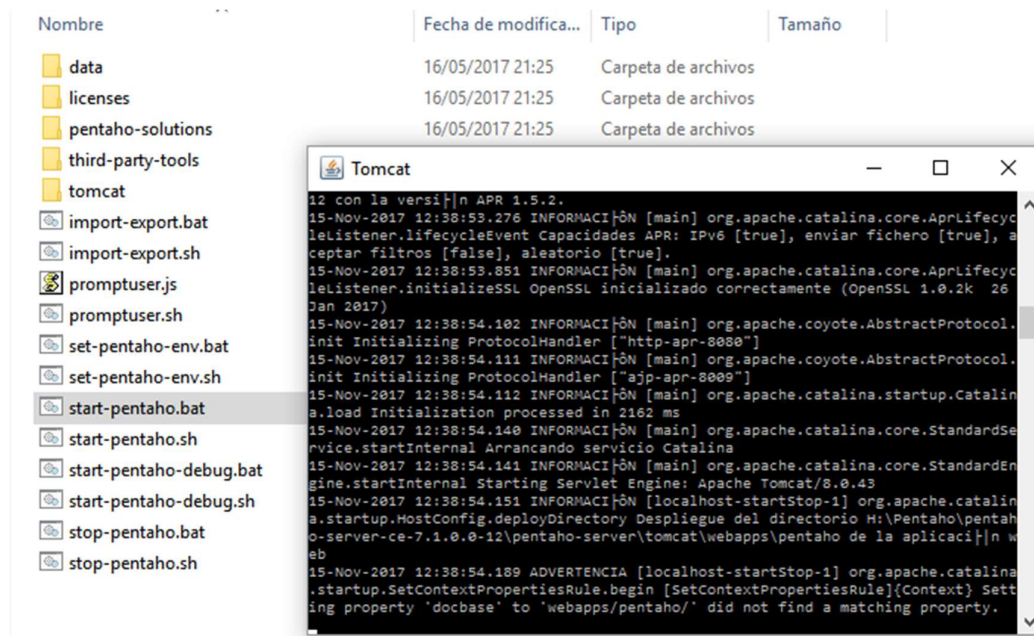 Nombre Fecha de modifica... Tipo Tamaño
data 16/05/2017 21:25 Carpeta de archivos
licenses 16/05/2017 21:25 Carpeta de archivos
pentaho-solutions 16/05/2017 21:25 Carpeta de archivos
third-party-tools
tomcat
import-export.bat
import-export.sh
promptuser.js
promptuser.sh
set-pentaho-env.bat
set-pentaho-env.sh
start-pentaho.bat
start-pentaho.sh
start-pentaho-debug.bat
start-pentaho-debug.sh
stop-pentaho.bat
stop-pentaho.sh
Tomcat
12 con la versi├│n APR 1.5.2.
15-Nov-2017 12:38:53.276 INFORMACI├ôN [main] org.apache.catalina.core.AprLifecyc
leListener.lifecycleEvent Capacidades APR: IPv6 [true], enviar fichero [true], a
ceptar filtros [false], aleatorio [true].
15-Nov-2017 12:38:53.851 INFORMACI├ôN [main] org.apache.catalina.core.AprLifecyc
leListener.initializeSSL OpenSSL inicializado correctamente (OpenSSL 1.0.2k  26
Jan 2017)
15-Nov-2017 12:38:54.102 INFORMACI├ôN [main] org.apache.coyote.AbstractProtocol.
init Initializing ProtocolHandler ["http-apr-8080"]
15-Nov-2017 12:38:54.111 INFORMACI├ôN [main] org.apache.coyote.AbstractProtocol.
init Initializing ProtocolHandler ["ajp-apr-8009"]
15-Nov-2017 12:38:54.112 INFORMACI├ôN [main] org.apache.catalina.startup.Catalin
a.load Initialization processed in 2162 ms
15-Nov-2017 12:38:54.140 INFORMACI├ôN [main] org.apache.catalina.core.StandardSe
rvice.startInternal Arrancando servicio Catalina
15-Nov-2017 12:38:54.141 INFORMACI├ôN [main] org.apache.catalina.core.StandardEn
gine.startInternal Starting Servlet Engine: Apache Tomcat/8.0.43
15-Nov-2017 12:38:54.151 INFORMACI├ôN [localhost-startStop-1] org.apache.catalin
a.startup.HostConfig.deployDirectory Despliegue del directorio H:\Pentaho\pentah
o-server-ce-7.1.0.0-12\pentaho-server\tomcat\webapps\pentaho de la aplicaci├│n w
eb
15-Nov-2017 12:38:54.189 ADVERTENCIA [localhost-startStop-1] org.apache.catalina
.startup.SetContextPropertiesRule.begin [SetContextPropertiesRule]{Context} Sett
ing property 'docbase' to 'webapps/pentaho/' did not find a matching property.